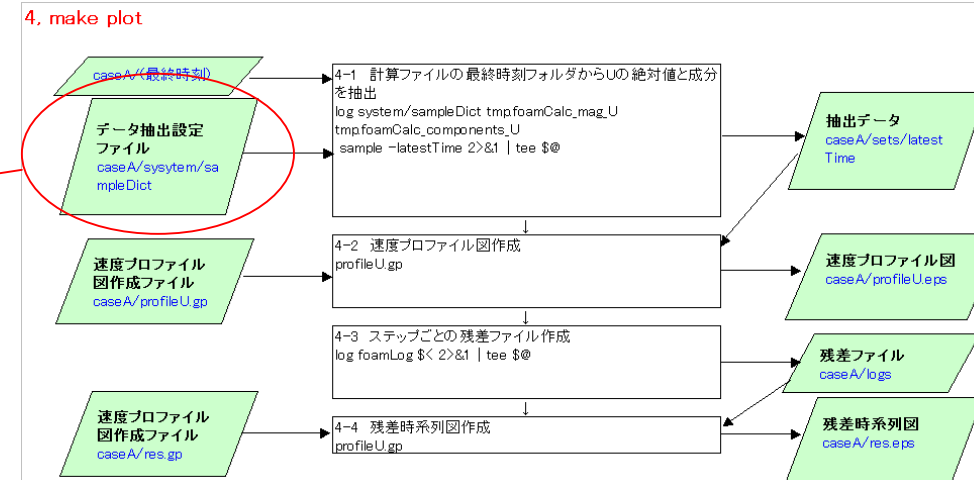 4, make plot
caseA/(最終時刻)
データ抽出設定
ファイル
caseA/sysytem/sa
mpleDict
4-1 計算ファイルの最終時刻フォルダからUの絶対値と成分
を抽出
log system/sampleDict tmp.foamCalc_mag_U
tmp.foamCalc_components_U
sample -latestTime 2>&1 | tee $@
抽出データ
caseA/sets/latest
Time
速度プロファイル
図作成ファイル
caseA/profileU.gp
4-2 速度プロファイル図作成
profileU.gp
速度プロファイル図
caseA/profileU.eps
4-3 ステップごとの残差ファイル作成
log foamLog $< 2>&1 | tee $@
残差ファイル
caseA/logs
速度プロファイル
図作成ファイル
caseA/res.gp
4-4 残差時系列図作成
profileU.gp
残差時系列図
caseA/res.eps